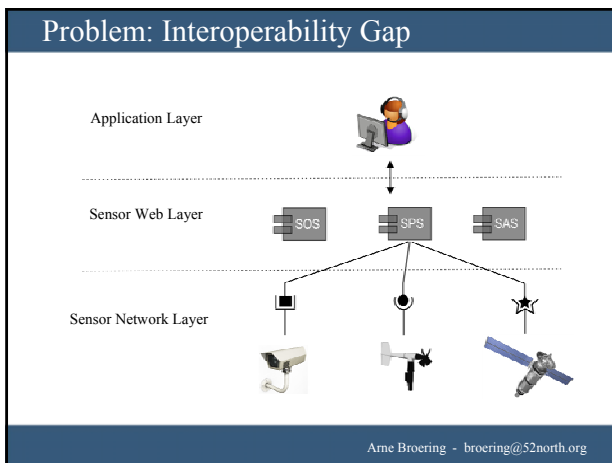 Problem: Interoperability Gap
Application Layer
Sensor Web Layer
SOS
SPS
SAS
Sensor Network Layer
Arne Broering - broering@52north.org